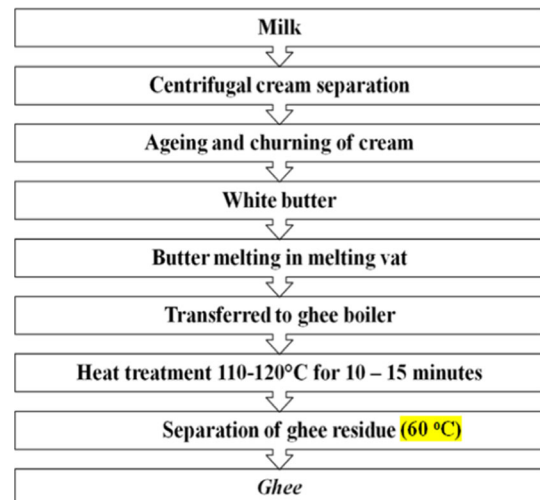 Milk
Centrifugal cream separation
Ageing and churning of cream
White butter
Butter melting in melting vat
Transferred to ghee boiler
Heat treatment 110-120°C for 10 – 15 minutes
Separation of ghee residue (60 °C)
Ghee